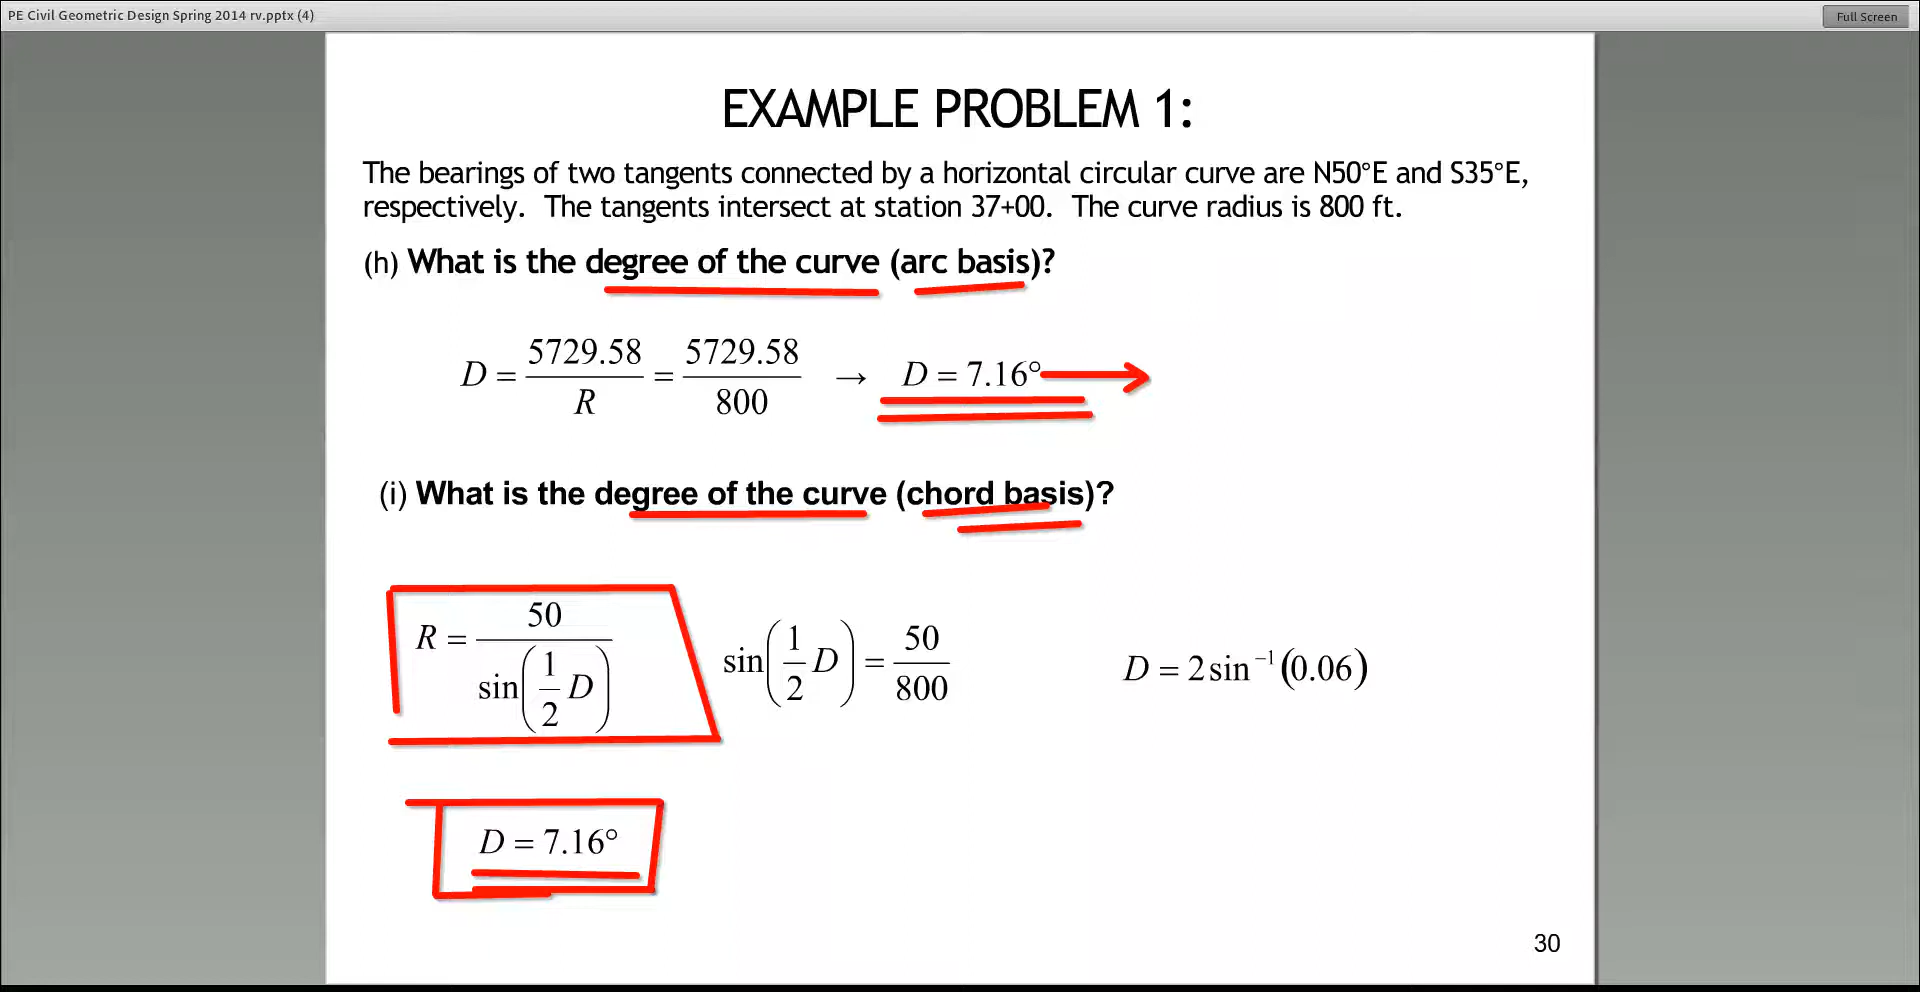 PE Civil Geometric Design Spring 2014 rv.pptx (4)
Full Screen
EXAMPLE PROBLEM 1:
The bearings of two tangents connected by a horizontal circular curve are N50°E and S35°E,
respectively. The tangents intersect at station 37+00. The curve radius is 800 ft.
(h) What is the degree of the curve (arc basis)?
D = 5729.58/R = 5729.58/800 → D = 7.16°
(i) What is the degree of the curve (chord basis)?
R = 50/sin(1/2 D) sin(1/2 D) = 50/800 D = 2 sin⁻¹(0.06)
D = 7.16°
30